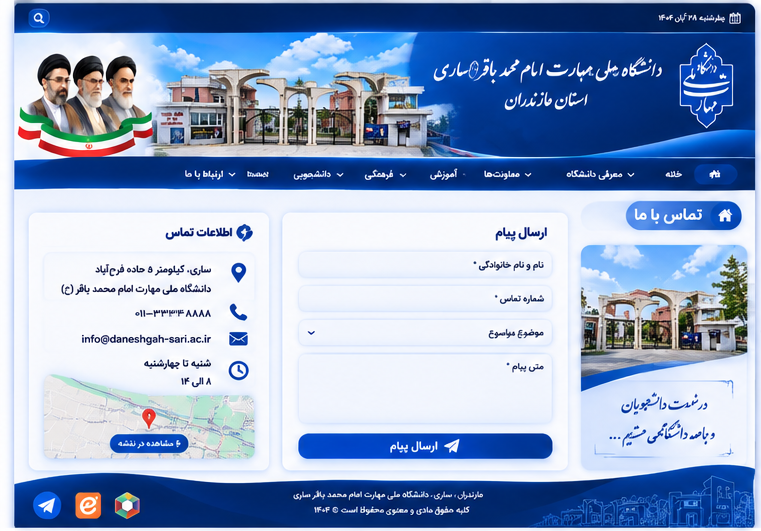 چهارشنبه ۲۸ آبان ۱۴۰۴
دانشگاه ملی مهارت امام محمد باقر ساری
استان مازندران
دانشگاه ملی مهارت
خانه
معرفی دانشگاه
معاونت‌ها
آموزشی
فرهنگی
دانشجویی
ارتباط با ما
تماس با ما
در خدمت دانشجویان
و جامعه دانشگاهی هستیم...
ارسال پیام
نام و نام خانوادگی *
شماره تماس *
موضوع
متن پیام *
ارسال پیام
اطلاعات تماس
ساری، کیلومتر ۵ جاده فرح‌آباد
دانشگاه ملی مهارت امام محمد باقر (ع)
info@daneshgah-sari.ac.ir
شنبه تا چهارشنبه
۸ الی ۱۴
مشاهده در نقشه
مازندران، ساری، دانشگاه ملی مهارت امام محمد باقر ساری
کلیه حقوق مادی و معنوی محفوظ است © ۱۴۰۴